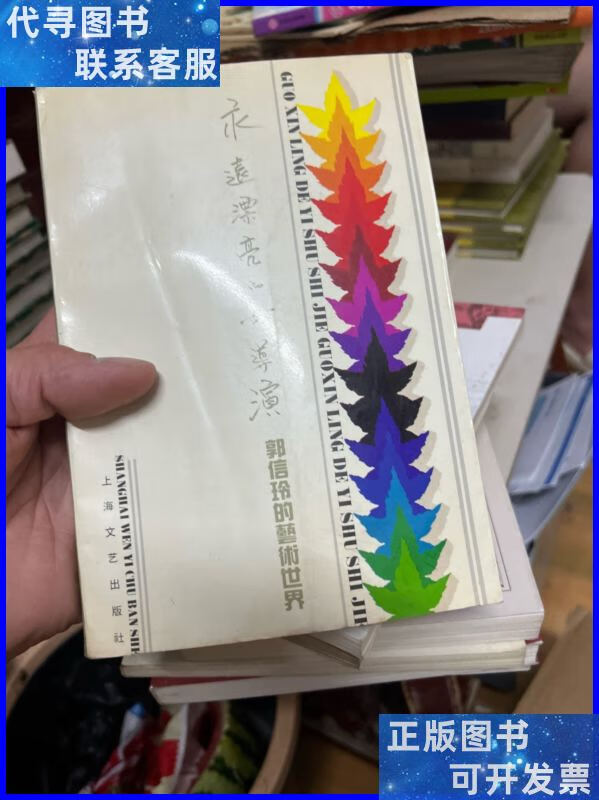 代寻图书
联系客服
永远漂亮的导演
GUO XIN LING DE YI SHU SHI JIE GUOXIN LING DE YI SHU SHI JIE
郭信玲的藝術世界
SHANGHAI WEN YI CHU BAN SHE
上海文艺出版社
正版图书
可开发票